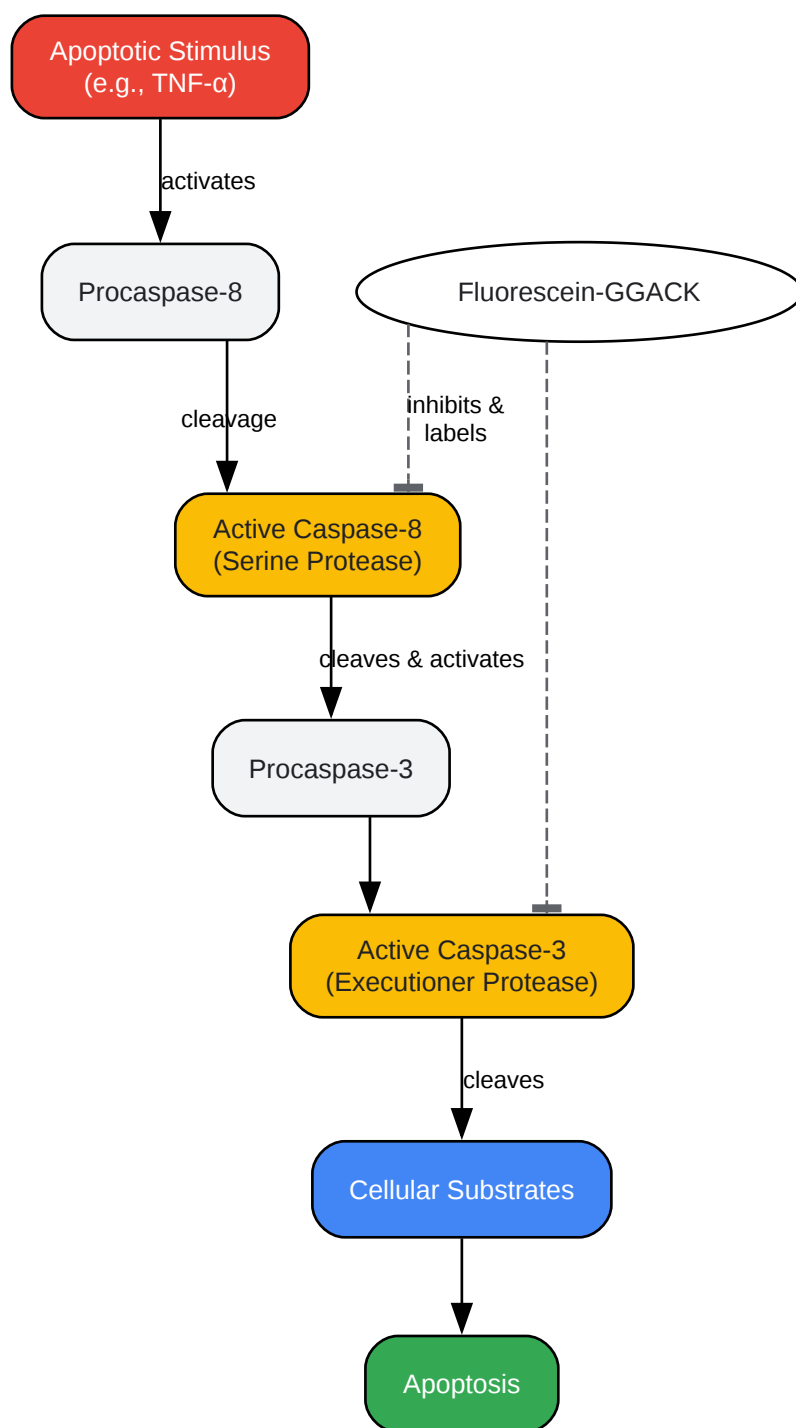 Apoptotic Stimulus
(e.g., TNF-α)
activates
Procaspase-8
Fluorescein-GGACK
cleavage
inhibits &
labels
Active Caspase-8
(Serine Protease)
cleaves & activates
Procaspase-3
Active Caspase-3
(Executioner Protease)
cleaves
Cellular Substrates
Apoptosis